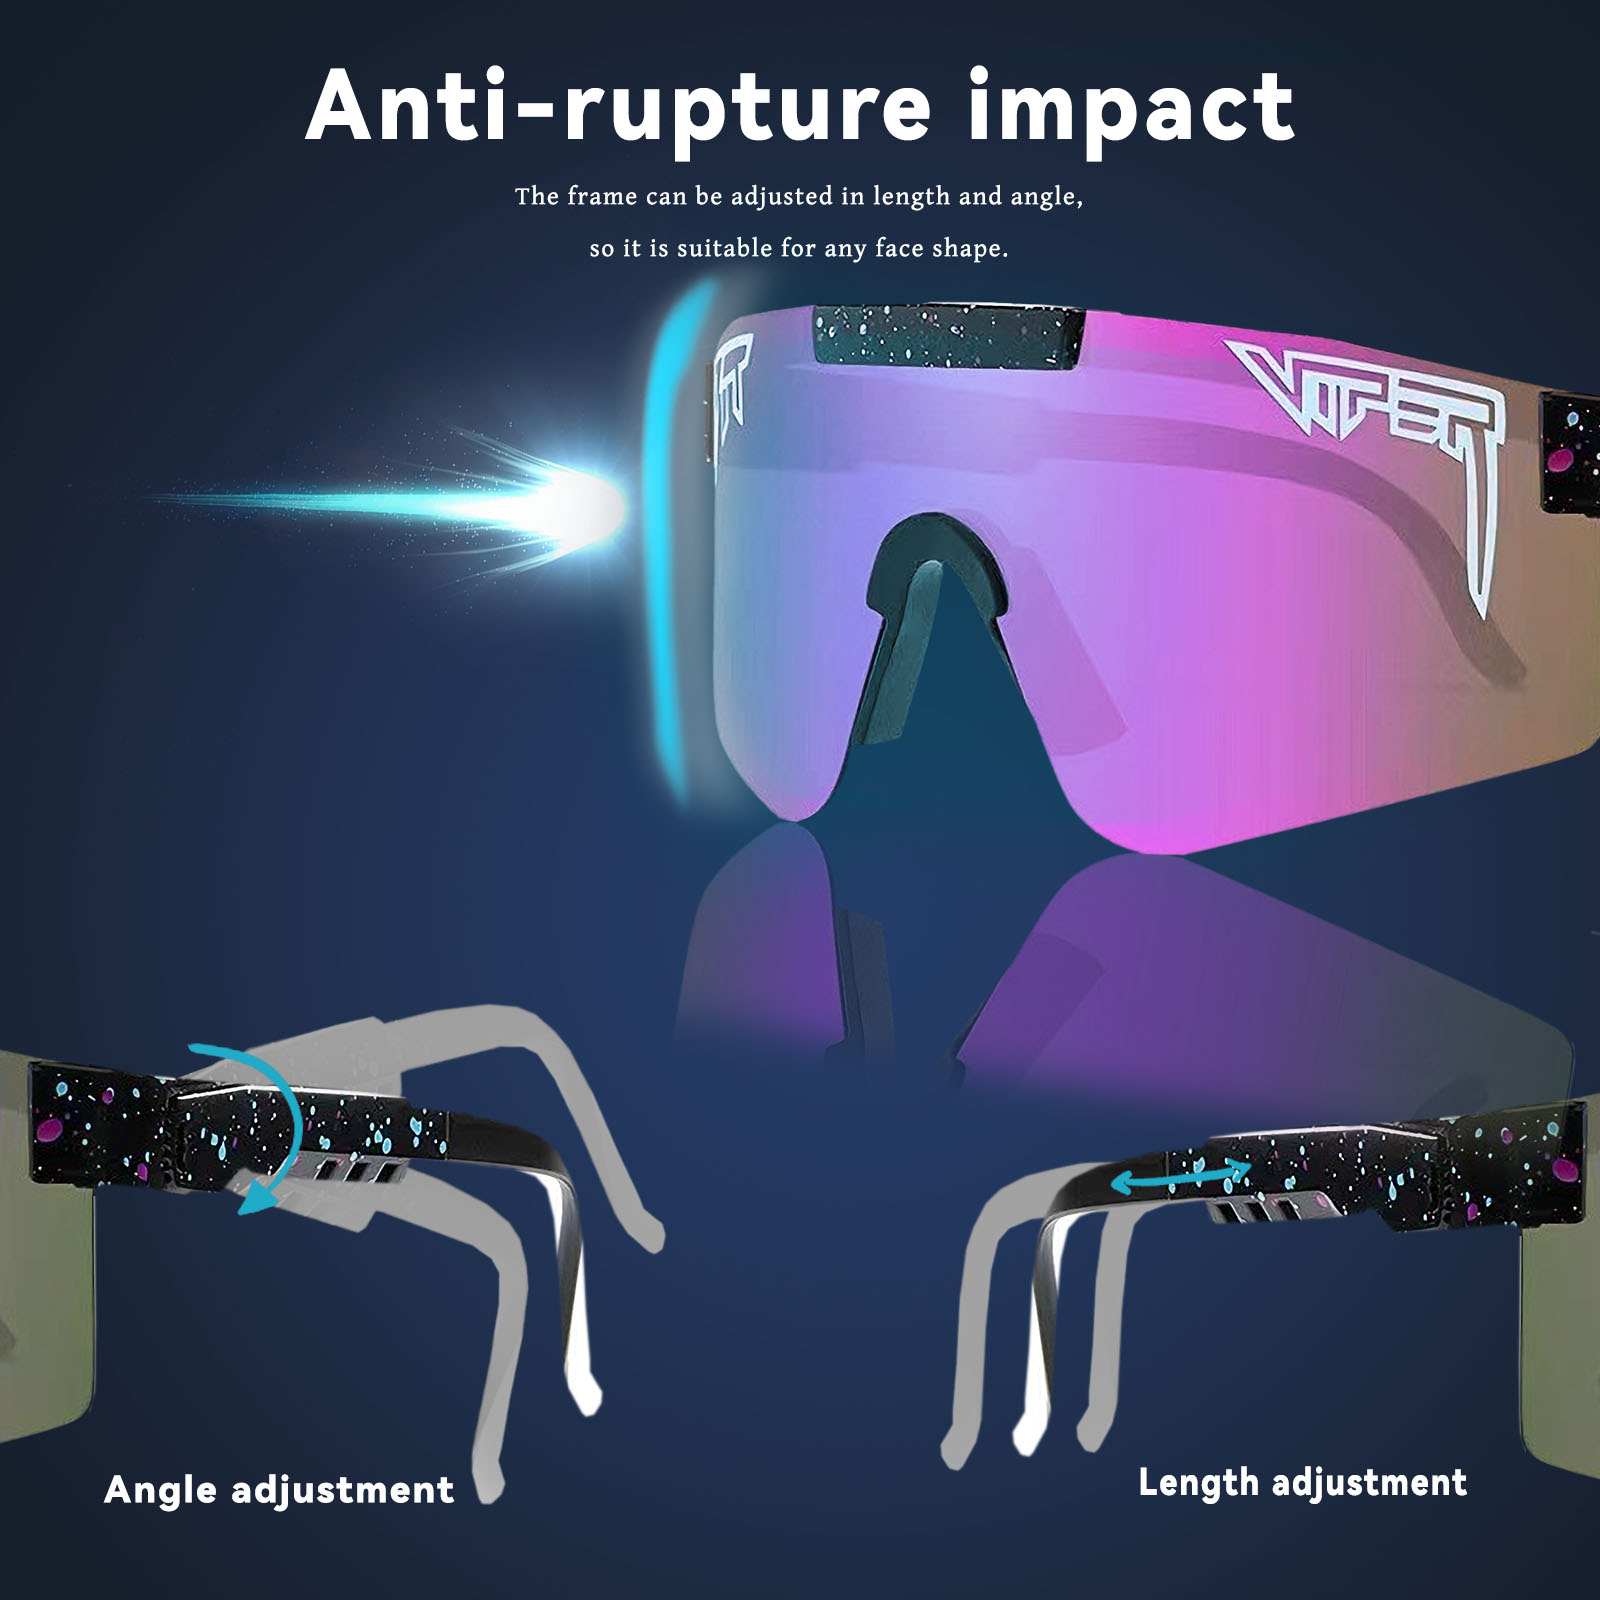 Anti-rupture impact
The frame can be adjusted in length and angle,
so it is suitable for any face shape.
VIPER
Angle adjustment
Length adjustment